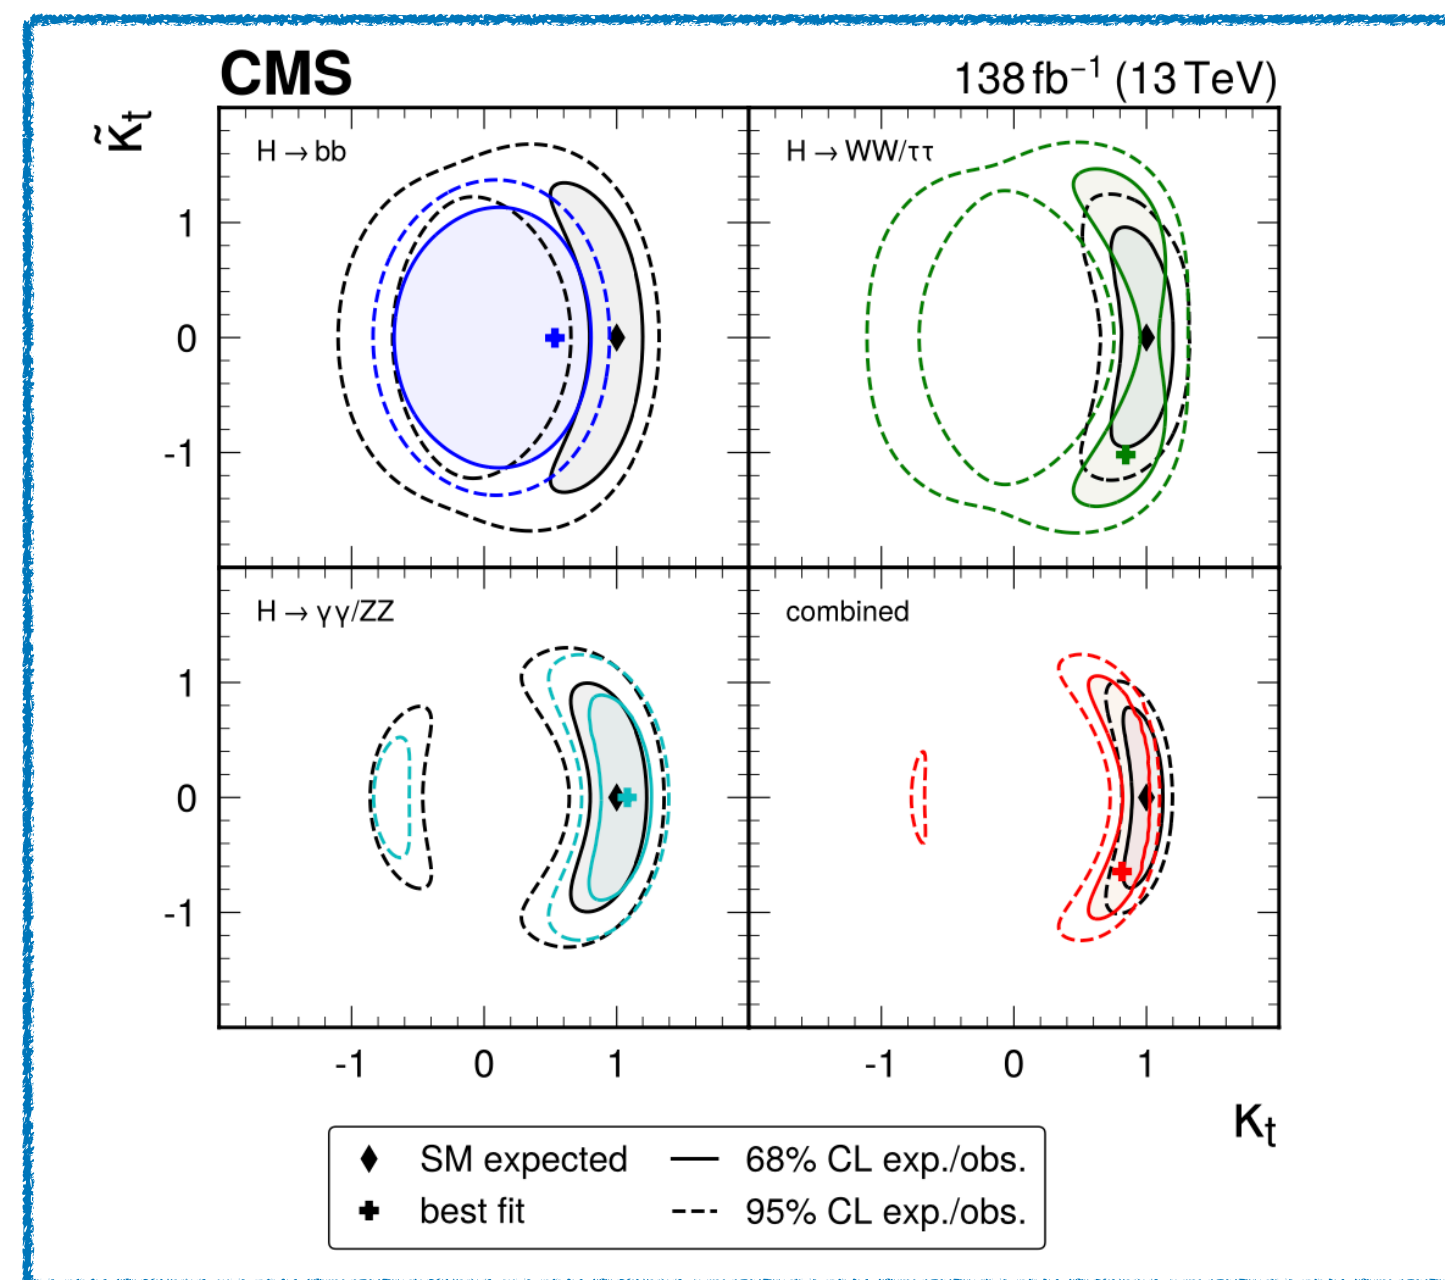 CMS 138 fb⁻¹ (13 TeV)
κ̃t
H → bb H → WW/ττ
1
0
-1
H → γγ/ZZ combined
1
0
-1
-1 0 1 -1 0 1
κt
SM expected 68% CL exp./obs.
best fit 95% CL exp./obs.